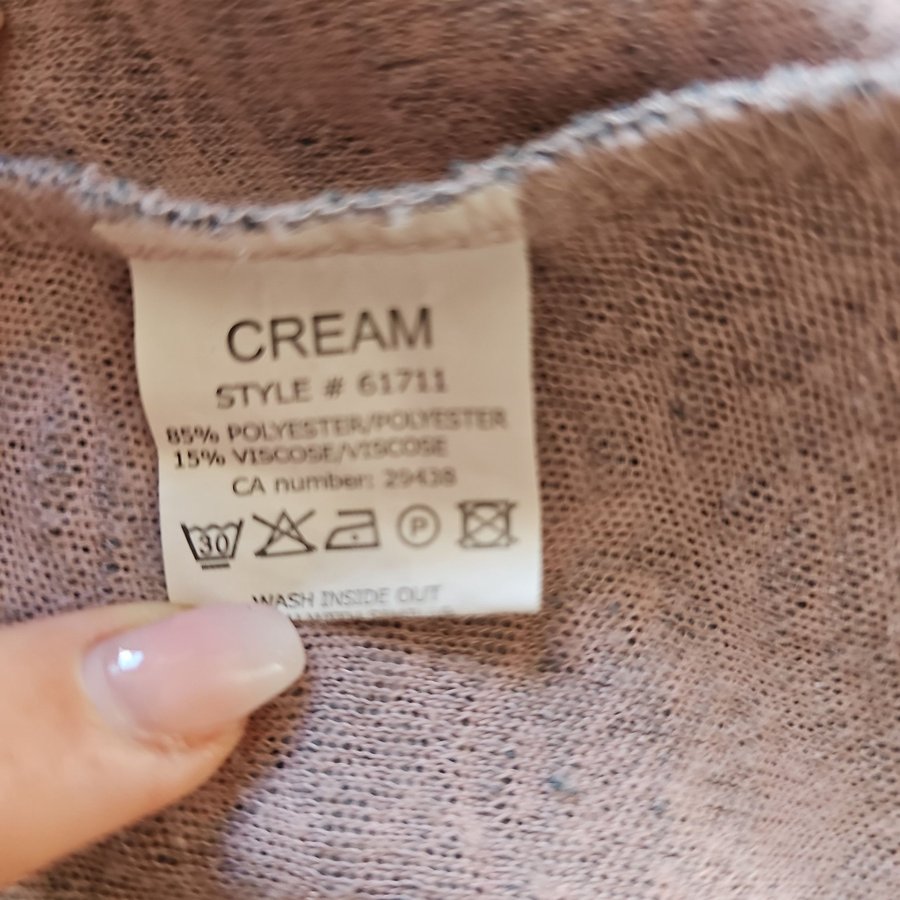 CREAM
STYLE # 61711
85% POLYESTER/POLYESTER
15% VISCOSE/VISCOSE
CA number: 29438
30 P
WASH INSIDE OUT